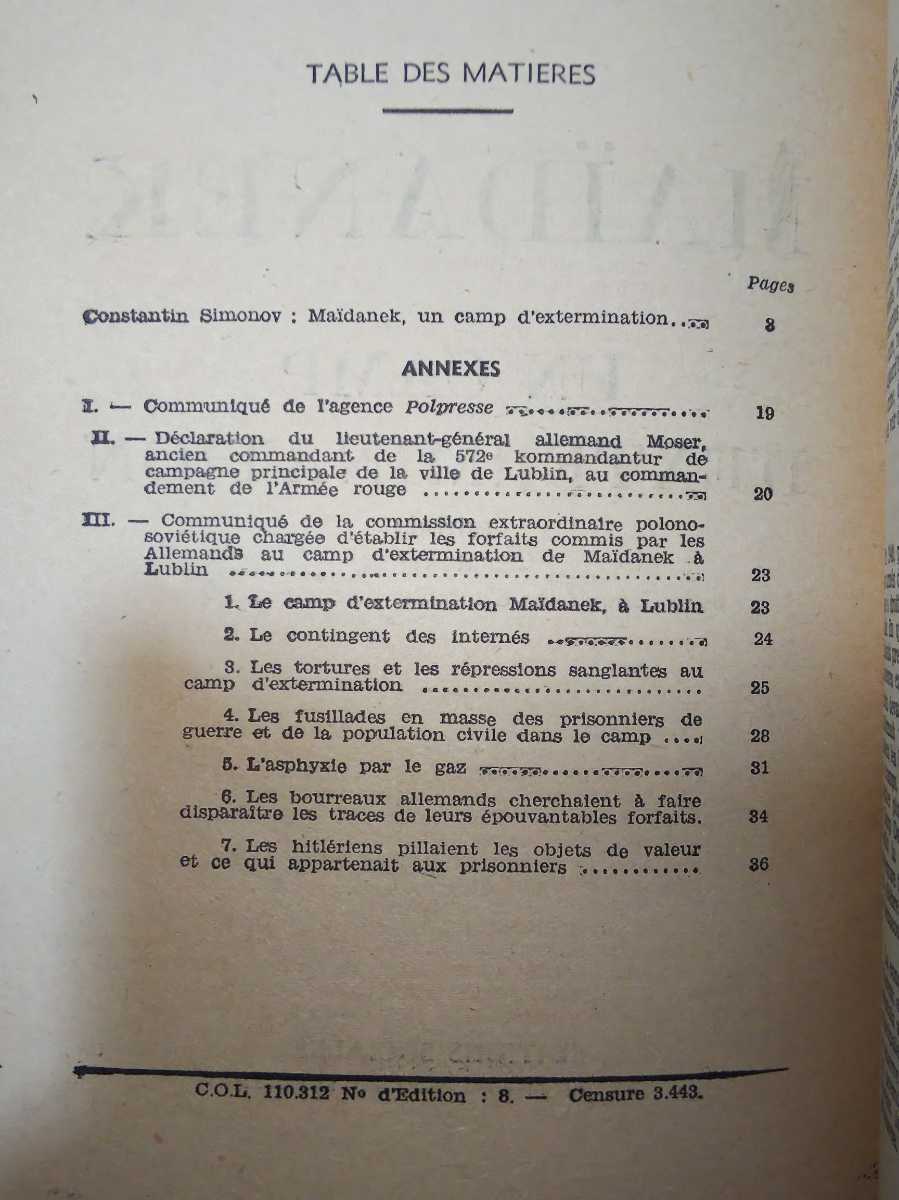 TABLE DES MATIERES
Pages
Constantin Simonov : Maïdanek, un camp d'extermination.. 3
ANNEXES
I. — Communiqué de l'agence Polpresse .................... 19
II. — Déclaration du lieutenant-général allemand Moser,
ancien commandant de la 572e kommandantur de
campagne principale de la ville de Lublin, au comman-
dement de l'Armée rouge .............................. 20
III. — Communiqué de la commission extraordinaire polono-
soviétique chargée d'établir les forfaits commis par les
Allemands au camp d'extermination de Maïdanek à
Lublin .................................................. 23
1. Le camp d'extermination Maïdanek, à Lublin 23
2. Le contingent des internés .................. 24
3. Les tortures et les répressions sanglantes au
camp d'extermination ............................. 25
4. Les fusillades en masse des prisonniers de
guerre et de la population civile dans le camp .... 28
5. L'asphyxie par le gaz ......................... 31
6. Les bourreaux allemands cherchaient à faire
disparaître les traces de leurs épouvantables forfaits. 34
7. Les hitlériens pillaient les objets de valeur
et ce qui appartenait aux prisonniers ............ 36
C.O.L. 110.312 No d'Edition : 8. — Censure 3.443.